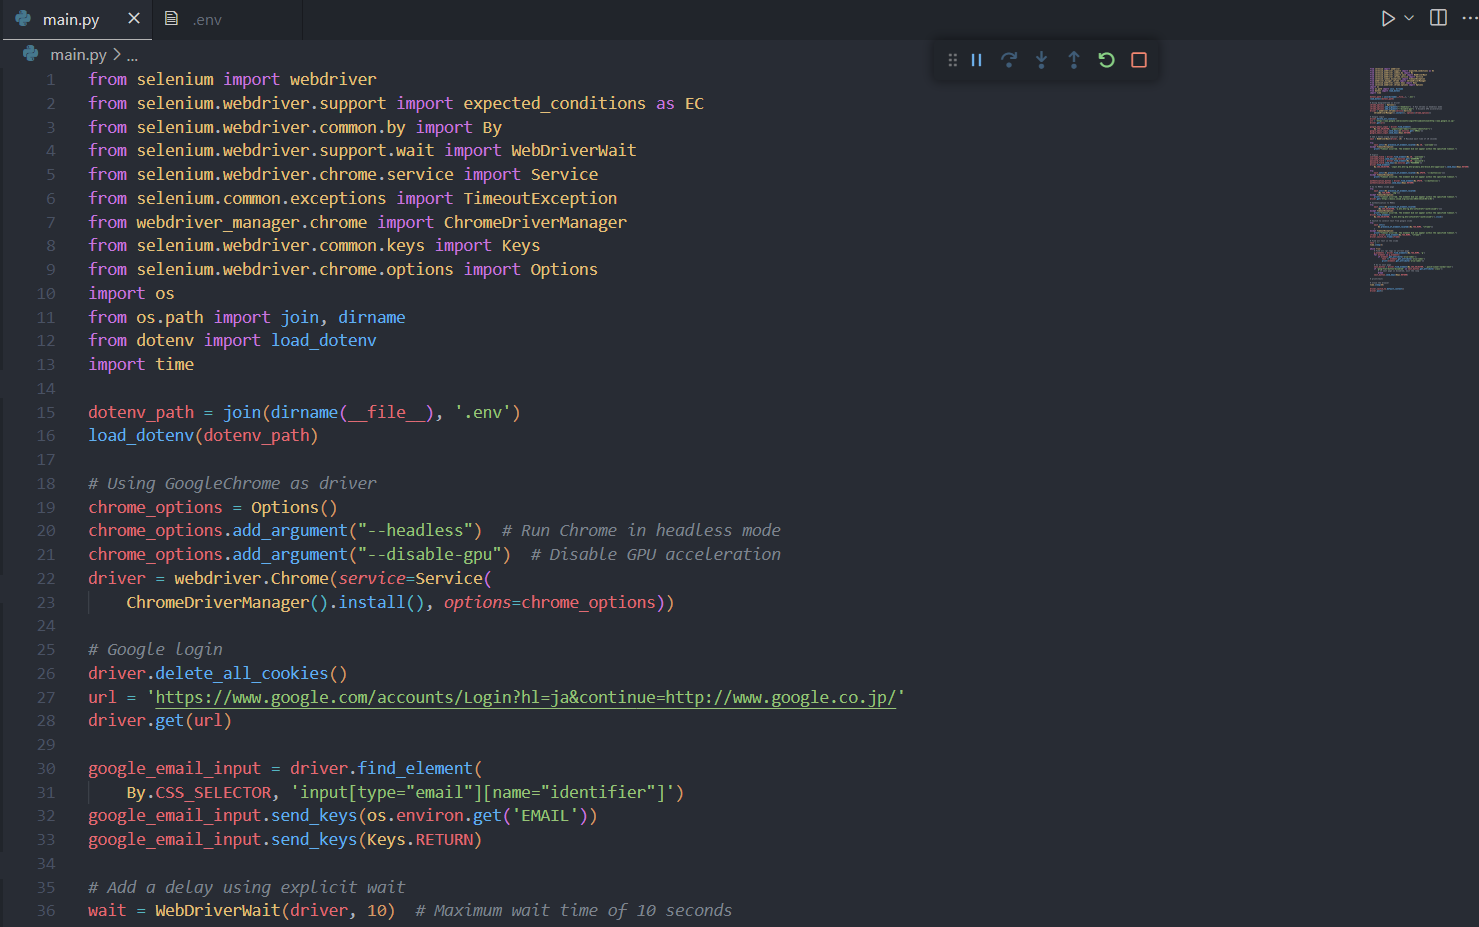 main.py
.env
main.py > ...
1 from selenium import webdriver
2 from selenium.webdriver.support import expected_conditions as EC
3 from selenium.webdriver.common.by import By
4 from selenium.webdriver.support.wait import WebDriverWait
5 from selenium.webdriver.chrome.service import Service
6 from selenium.common.exceptions import TimeoutException
7 from webdriver_manager.chrome import ChromeDriverManager
8 from selenium.webdriver.common.keys import Keys
9 from selenium.webdriver.chrome.options import Options
10 import os
11 from os.path import join, dirname
12 from dotenv import load_dotenv
13 import time
14
15 dotenv_path = join(dirname(__file__), '.env')
16 load_dotenv(dotenv_path)
17
18 # Using GoogleChrome as driver
19 chrome_options = Options()
20 chrome_options.add_argument("--headless")  # Run Chrome in headless mode
21 chrome_options.add_argument("--disable-gpu")  # Disable GPU acceleration
22 driver = webdriver.Chrome(service=Service(
23     ChromeDriverManager().install(), options=chrome_options))
24
25 # Google login
26 driver.delete_all_cookies()
27 url = 'https://www.google.com/accounts/Login?hl=ja&continue=http://www.google.co.jp/'
28 driver.get(url)
29
30 google_email_input = driver.find_element(
31     By.CSS_SELECTOR, 'input[type="email"][name="identifier"]')
32 google_email_input.send_keys(os.environ.get('EMAIL'))
33 google_email_input.send_keys(Keys.RETURN)
34
35 # Add a delay using explicit wait
36 wait = WebDriverWait(driver, 10)  # Maximum wait time of 10 seconds